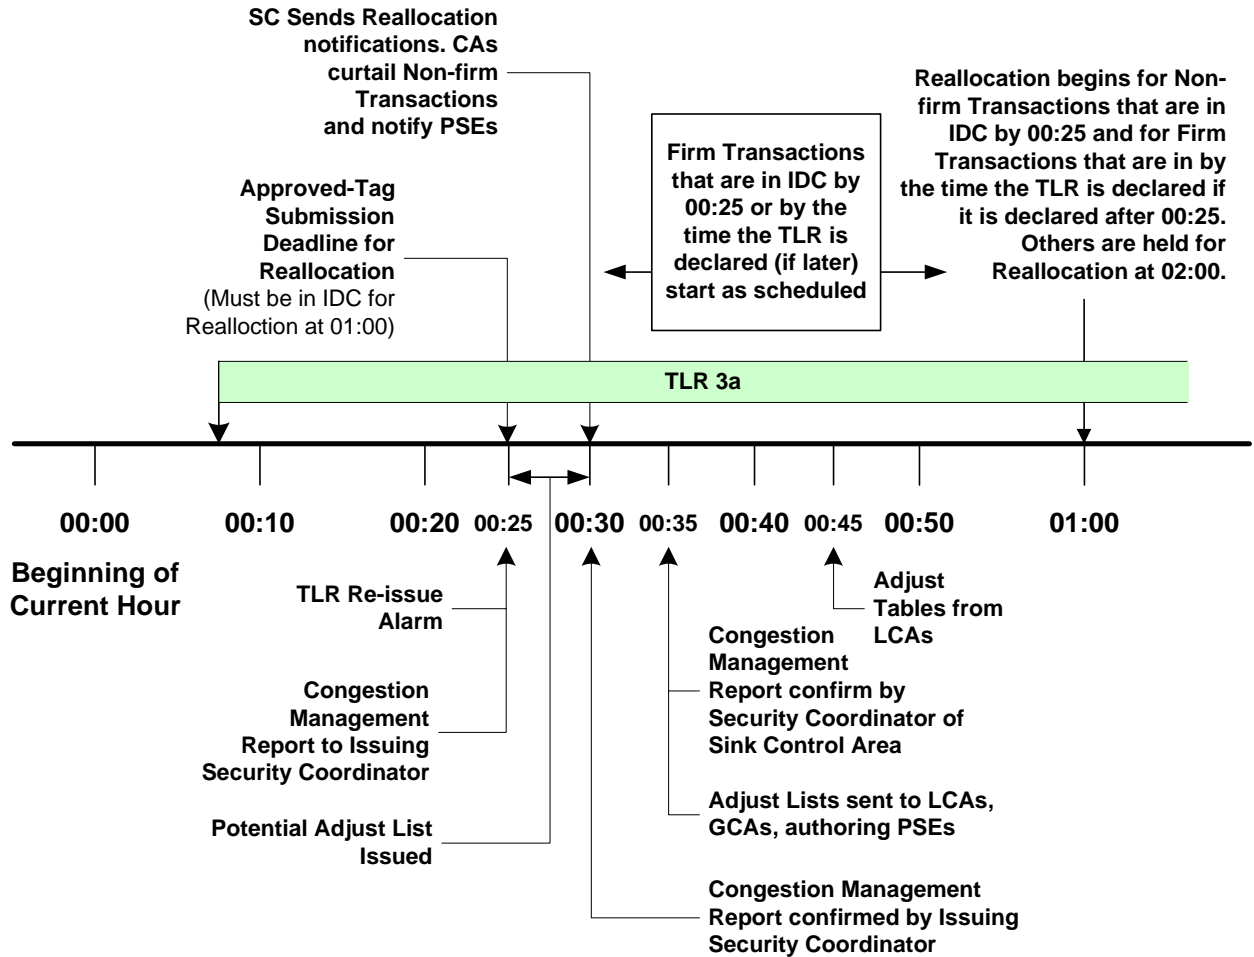 SC Sends Reallocation
notifications. CAs
curtail Non-firm
Transactions
and notify PSEs
Approved-Tag
Submission
Deadline for
Reallocation
(Must be in IDC for
Realloction at 01:00)
Firm Transactions
that are in IDC by
00:25 or by the
time the TLR is
declared (if later)
start as scheduled
Reallocation begins for Non-
firm Transactions that are in
IDC by 00:25 and for Firm
Transactions that are in by
the time the TLR is declared if
it is declared after 00:25.
Others are held for
Reallocation at 02:00.
TLR 3a
00:00 00:10 00:20 00:25 00:30 00:35 00:40 00:45 00:50 01:00
Beginning of
Current Hour
TLR Re-issue
Alarm
Congestion
Management
Report to Issuing
Security Coordinator
Potential Adjust List
Issued
Adjust
Tables from
LCAs
Congestion
Management
Report confirm by
Security Coordinator of
Sink Control Area
Adjust Lists sent to LCAs,
GCAs, authoring PSEs
Congestion Management
Report confirmed by Issuing
Security Coordinator